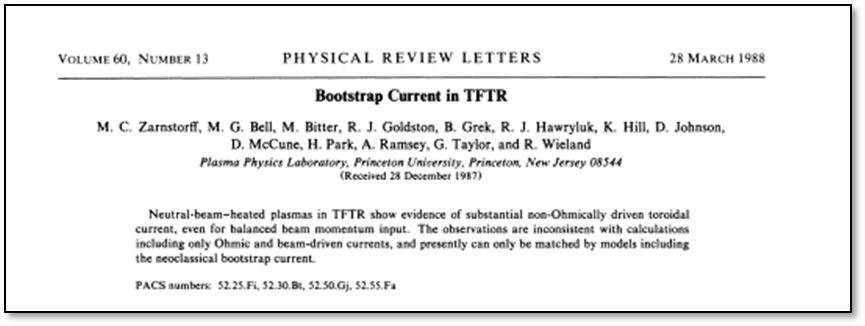 VOLUME 60, NUMBER 13 PHYSICAL REVIEW LETTERS 28 MARCH 1988
Bootstrap Current in TFTR
M. C. Zarnstorff, M. G. Bell, M. Bitter, R. J. Goldston, B. Grek, R. J. Hawryluk, K. Hill, D. Johnson,
D. McCune, H. Park, A. Ramsey, G. Taylor, and R. Wieland
Plasma Physics Laboratory, Princeton University, Princeton, New Jersey 08544
(Received 28 December 1987)
Neutral-beam-heated plasmas in TFTR show evidence of substantial non-Ohmically driven toroidal
current, even for balanced beam momentum input. The observations are inconsistent with calculations
including only Ohmic and beam-driven currents, and presently can only be matched by models including
the neoclassical bootstrap current.
PACS numbers: 52.25.Fi, 52.30.Bt, 52.50.Gj, 52.55.Fa